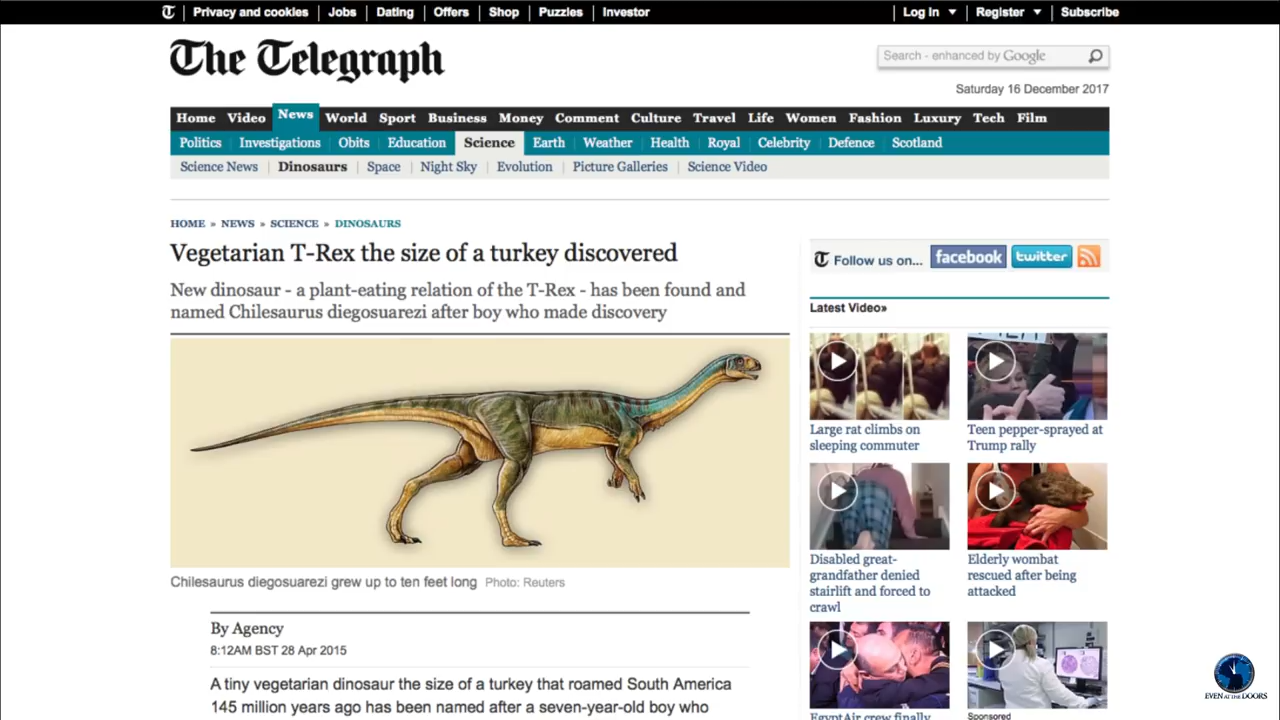 Privacy and cookies | Jobs | Dating | Offers | Shop | Puzzles | Investor
Log In | Register | Subscribe
The Telegraph
Search - enhanced by Google
Saturday 16 December 2017
Home Video News World Sport Business Money Comment Culture Travel Life Women Fashion Luxury Tech Film
Politics | Investigations | Obits | Education | Science | Earth | Weather | Health | Royal | Celebrity | Defence | Scotland
Science News | Dinosaurs | Space | Night Sky | Evolution | Picture Galleries | Science Video
HOME » NEWS » SCIENCE » DINOSAURS
Vegetarian T-Rex the size of a turkey discovered
New dinosaur - a plant-eating relation of the T-Rex - has been found and
named Chilesaurus diegosuarezi after boy who made discovery
Chilesaurus diegosuarezi grew up to ten feet long Photo: Reuters
By Agency
8:12AM BST 28 Apr 2015
A tiny vegetarian dinosaur the size of a turkey that roamed South America
145 million years ago has been named after a seven-year-old boy who
Follow us on... facebook twitter
Latest Video»
Large rat climbs on
sleeping commuter
Teen pepper-sprayed at
Trump rally
Disabled great-
grandfather denied
stairlift and forced to
crawl
Elderly wombat
rescued after being
attacked
EgyptAir crew finally
Sponsored
EVEN AT THE DOORS